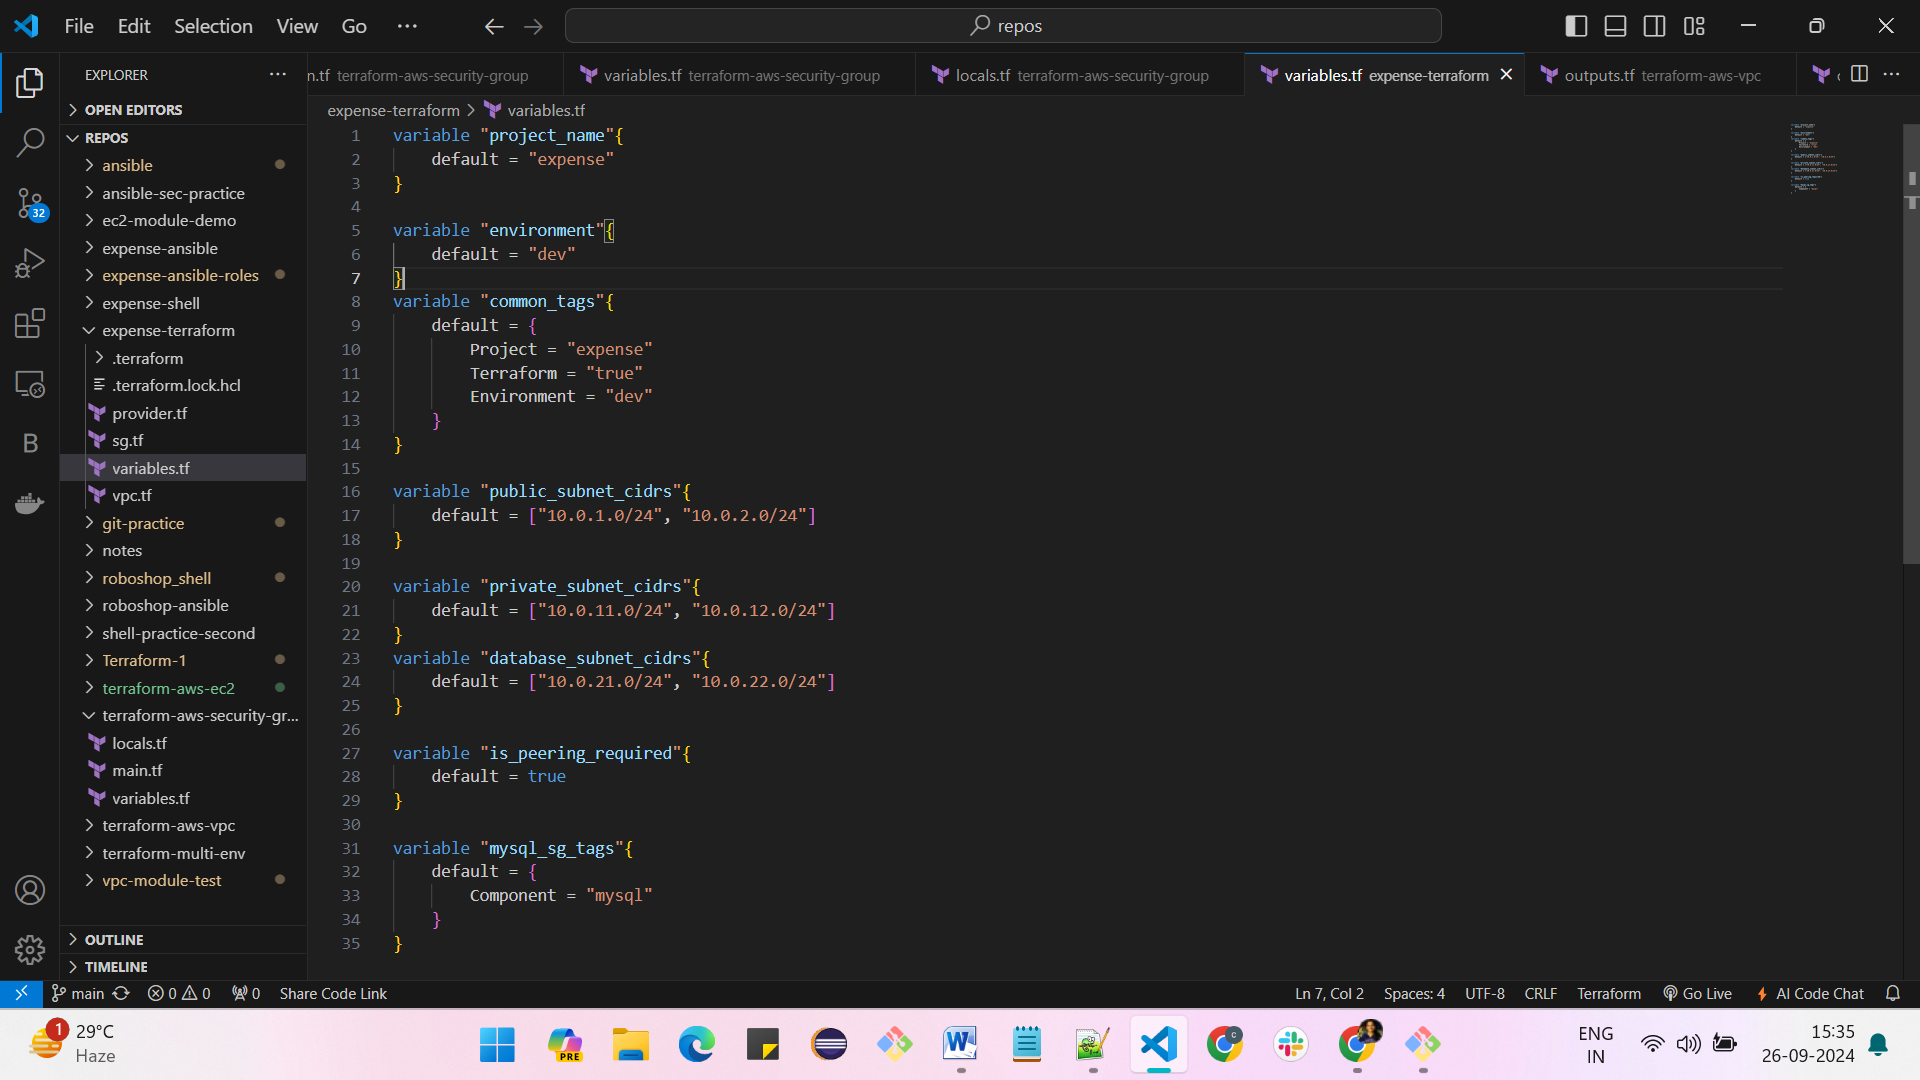 File Edit Selection View Go ···
repos
EXPLORER ···
n.tf terraform-aws-security-group
variables.tf terraform-aws-security-group
locals.tf terraform-aws-security-group
variables.tf expense-terraform
outputs.tf terraform-aws-vpc
OPEN EDITORS
REPOS
ansible
ansible-sec-practice
ec2-module-demo
expense-ansible
expense-ansible-roles
expense-shell
expense-terraform
.terraform
.terraform.lock.hcl
provider.tf
sg.tf
variables.tf
vpc.tf
git-practice
notes
roboshop_shell
roboshop-ansible
shell-practice-second
Terraform-1
terraform-aws-ec2
terraform-aws-security-gr...
locals.tf
main.tf
variables.tf
terraform-aws-vpc
terraform-multi-env
vpc-module-test
OUTLINE
TIMELINE
32
B
expense-terraform > variables.tf
1 variable "project_name"{
2 default = "expense"
3 }
4
5 variable "environment"{
6 default = "dev"
7 }
8 variable "common_tags"{
9 default = {
10 Project = "expense"
11 Terraform = "true"
12 Environment = "dev"
13 }
14 }
15
16 variable "public_subnet_cidrs"{
17 default = ["10.0.1.0/24", "10.0.2.0/24"]
18 }
19
20 variable "private_subnet_cidrs"{
21 default = ["10.0.11.0/24", "10.0.12.0/24"]
22 }
23 variable "database_subnet_cidrs"{
24 default = ["10.0.21.0/24", "10.0.22.0/24"]
25 }
26
27 variable "is_peering_required"{
28 default = true
29 }
30
31 variable "mysql_sg_tags"{
32 default = {
33 Component = "mysql"
34 }
35 }
main 0 0 0 Share Code Link Ln 7, Col 2 Spaces: 4 UTF-8 CRLF Terraform Go Live AI Code Chat
1 29°C
Haze
PRE
W
C
ENG
IN
15:35
26-09-2024